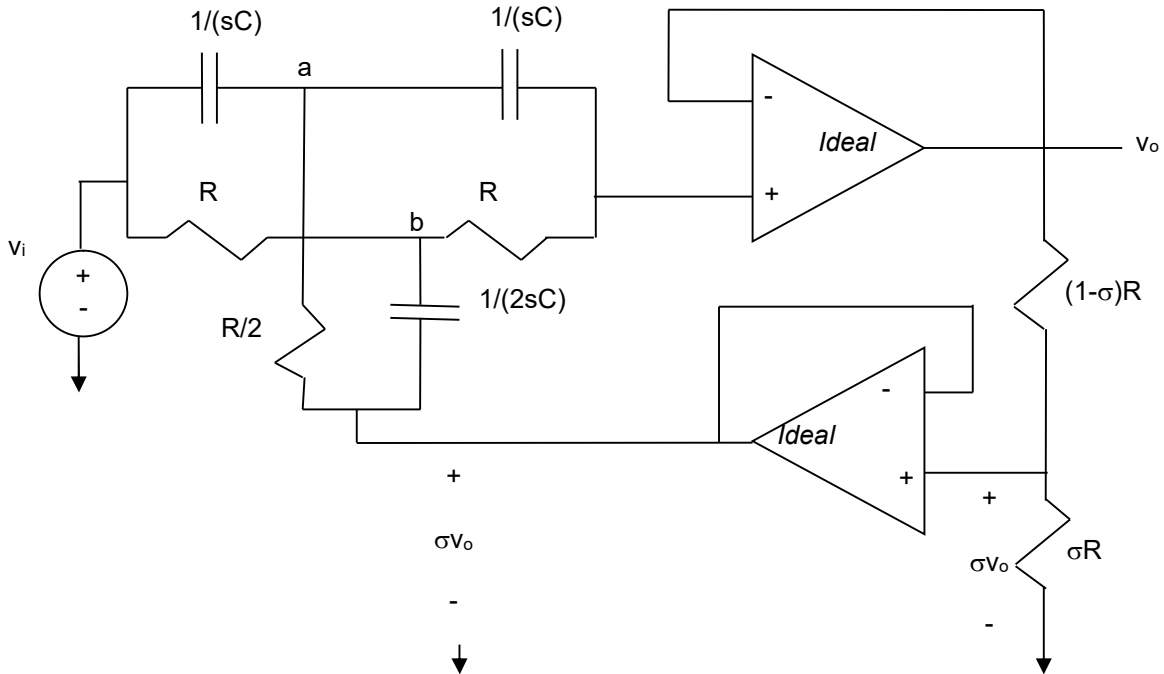 1/(sC)
1/(sC)
a
-
Ideal
vo
R
R
+
b
vi
+
-
1/(2sC)
(1-σ)R
R/2
-
Ideal
+
+
+
σvo
σvo
σR
-
-